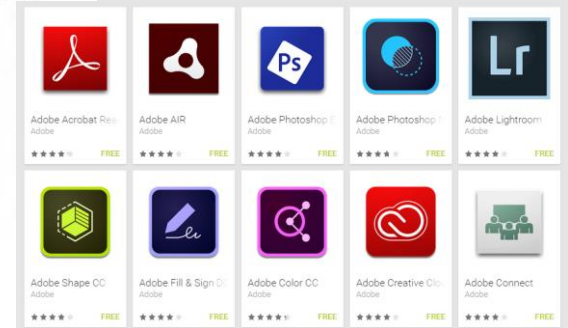 Ps
Lr
Adobe Acrobat Rea
Adobe
FREE
Adobe AIR
Adobe
FREE
Adobe Photoshop E
Adobe
FREE
Adobe Photoshop
Adobe
FREE
Adobe Lightroom
Adobe
FREE
Adobe Shape CC
Adobe
FREE
Adobe Fill & Sign D
Adobe
FREE
Adobe Color CC
Adobe
FREE
Adobe Creative Clo
Adobe
FREE
Adobe Connect
Adobe
FREE